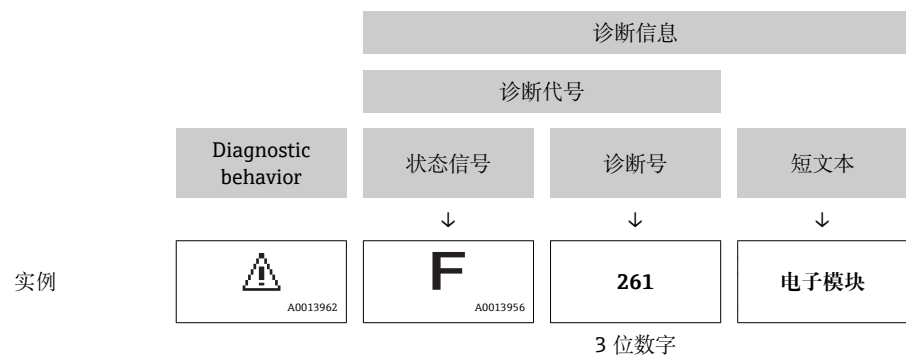 诊断信息
诊断代号
Diagnostic
behavior
状态信号
诊断号
短文本
↓ ↓ ↓
实例
A0013962
F
A0013956
261
电子模块
3 位数字